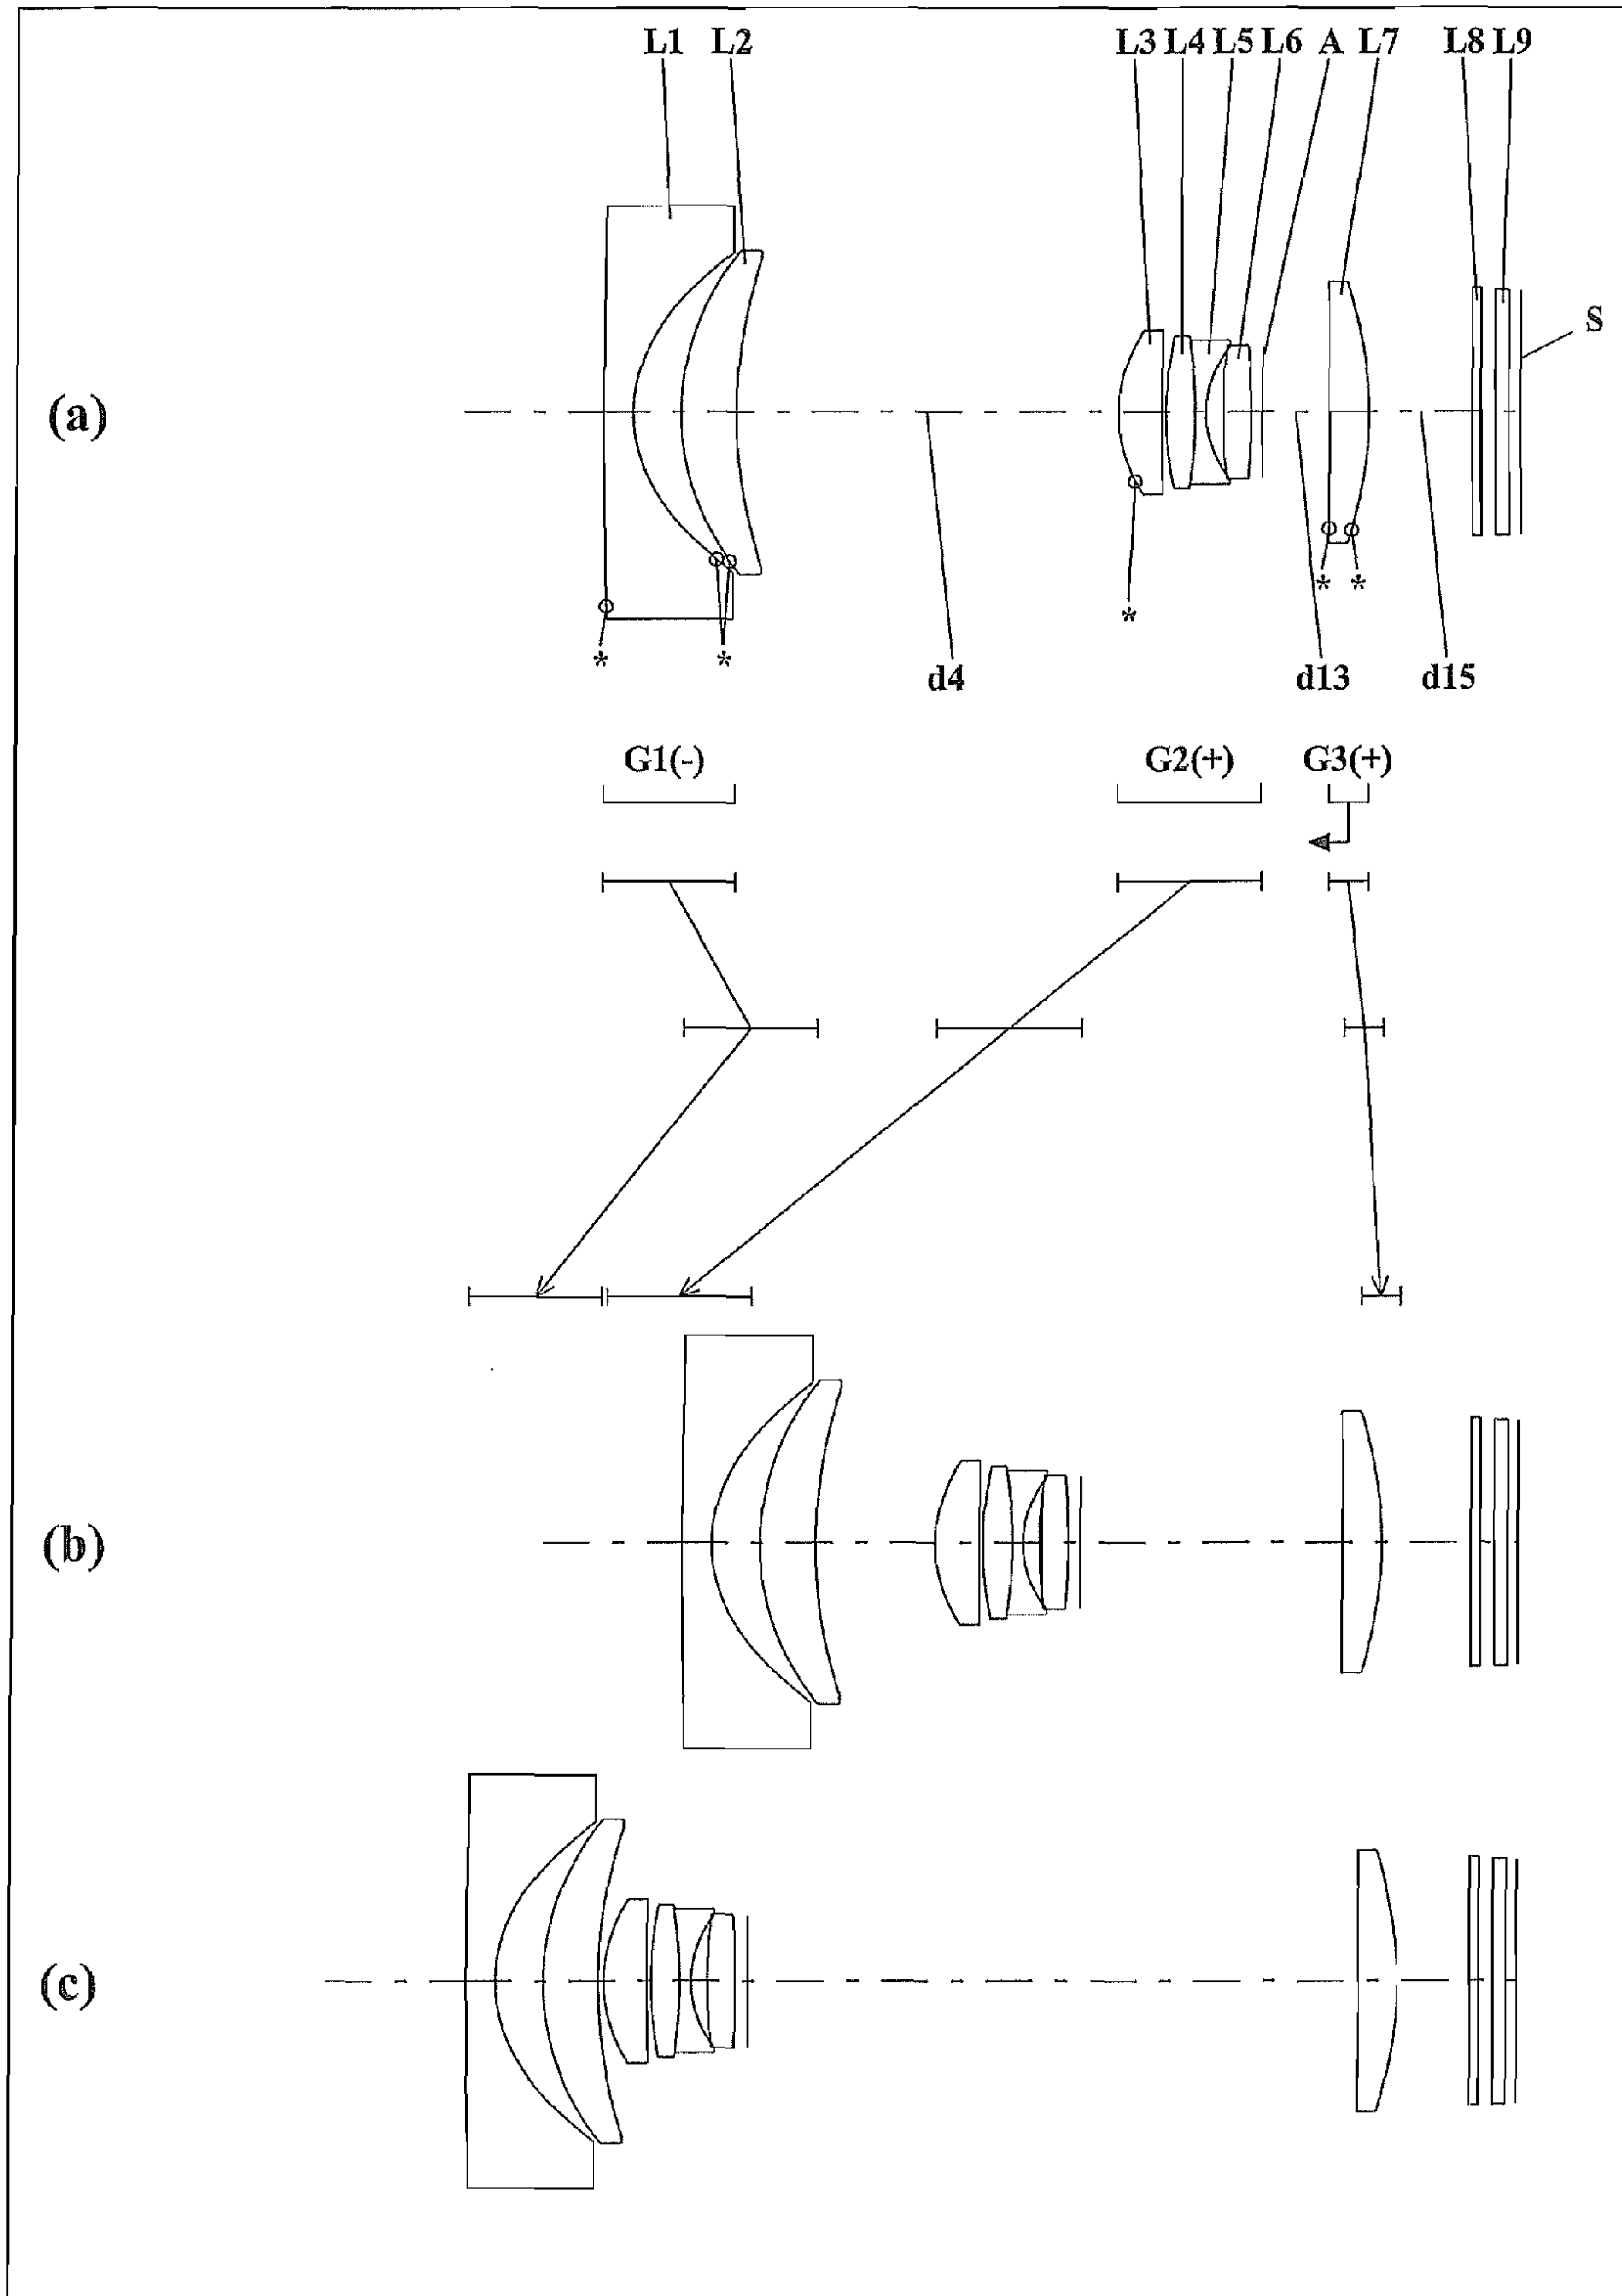 L1 L2 L3 L4 L5 L6 A L7 L8 L9
S
(a)
* * * * *
d4 d13 d15
G1(-) G2(+) G3(+)
(b)
(c)